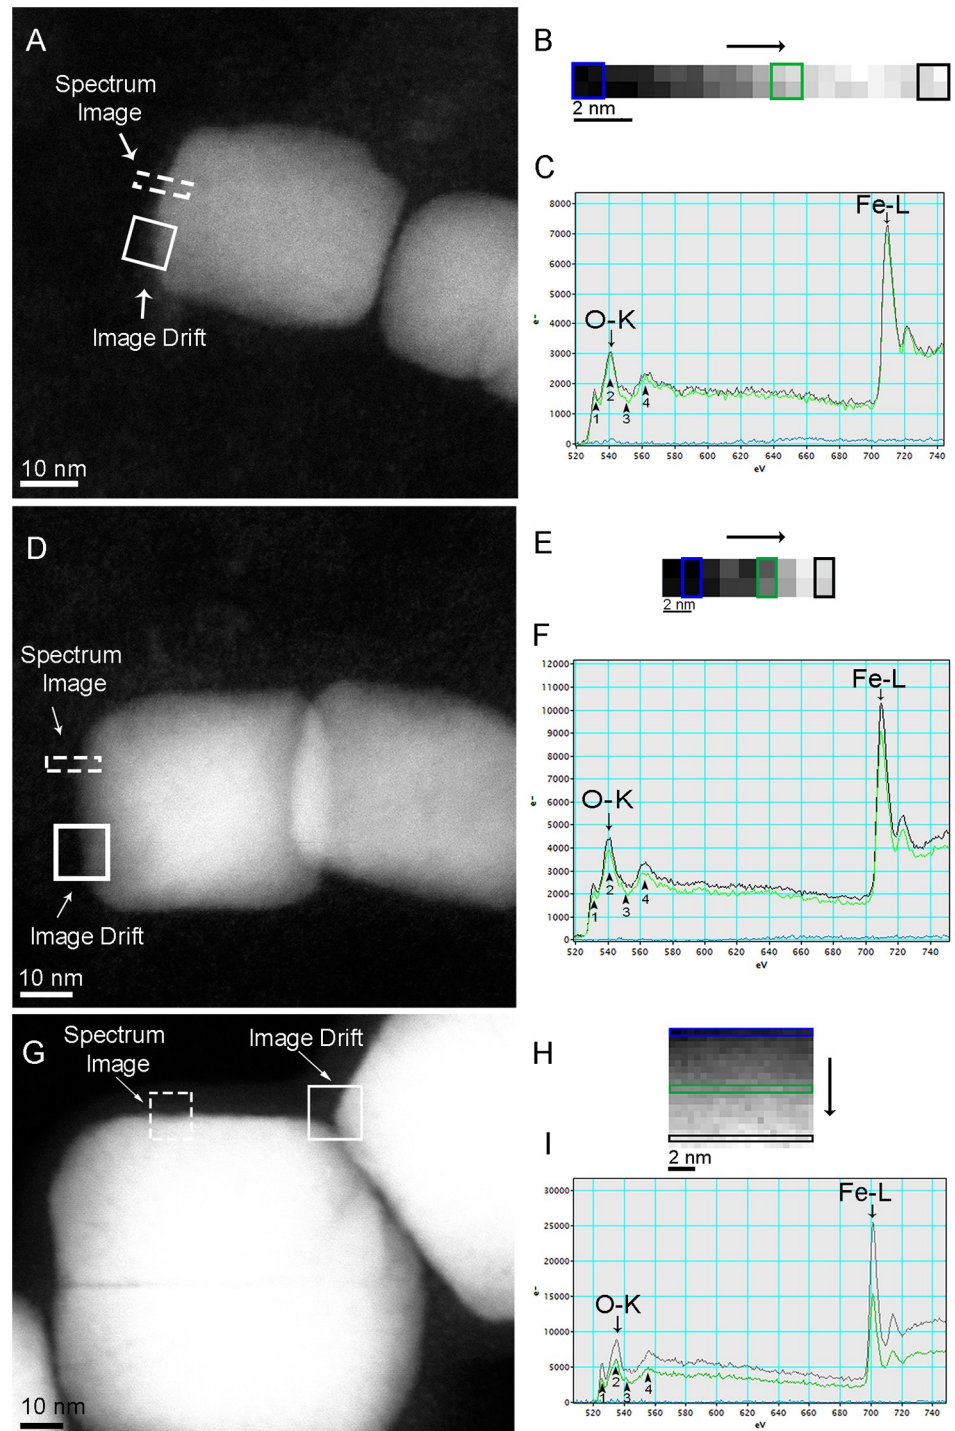 A
Spectrum
Image
Image Drift
10 nm
B
2 nm
C
8000
7000
6000
5000
4000
3000
2000
1000
0
e-
Fe-L
O-K
1
2
3
4
520 540 560 580 600 620 640 660 680 700 720 740
eV
D
Spectrum
Image
Image Drift
10 nm
E
2 nm
F
12000
11000
10000
9000
8000
7000
6000
5000
4000
3000
2000
1000
0
e-
Fe-L
O-K
1
2
3
4
520 540 560 580 600 620 640 660 680 700 720 740
eV
G
Spectrum
Image
Image Drift
10 nm
H
2 nm
I
30000
25000
20000
15000
10000
5000
0
e-
Fe-L
O-K
1
2
3
4
520 540 560 580 600 620 640 660 680 700 720 740
eV